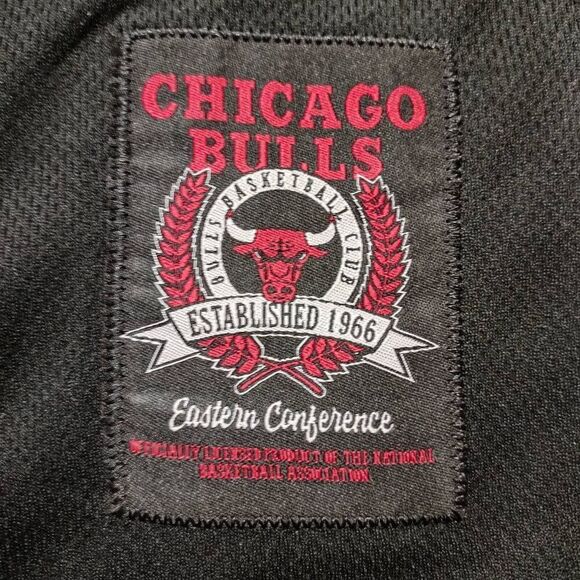 CHICAGO
BULLS
BULLS BASKETBALL CLUB
ESTABLISHED 1966
Eastern Conference
OFFICIALLY LICENSED PRODUCT OF THE NATIONAL
BASKETBALL ASSOCIATION